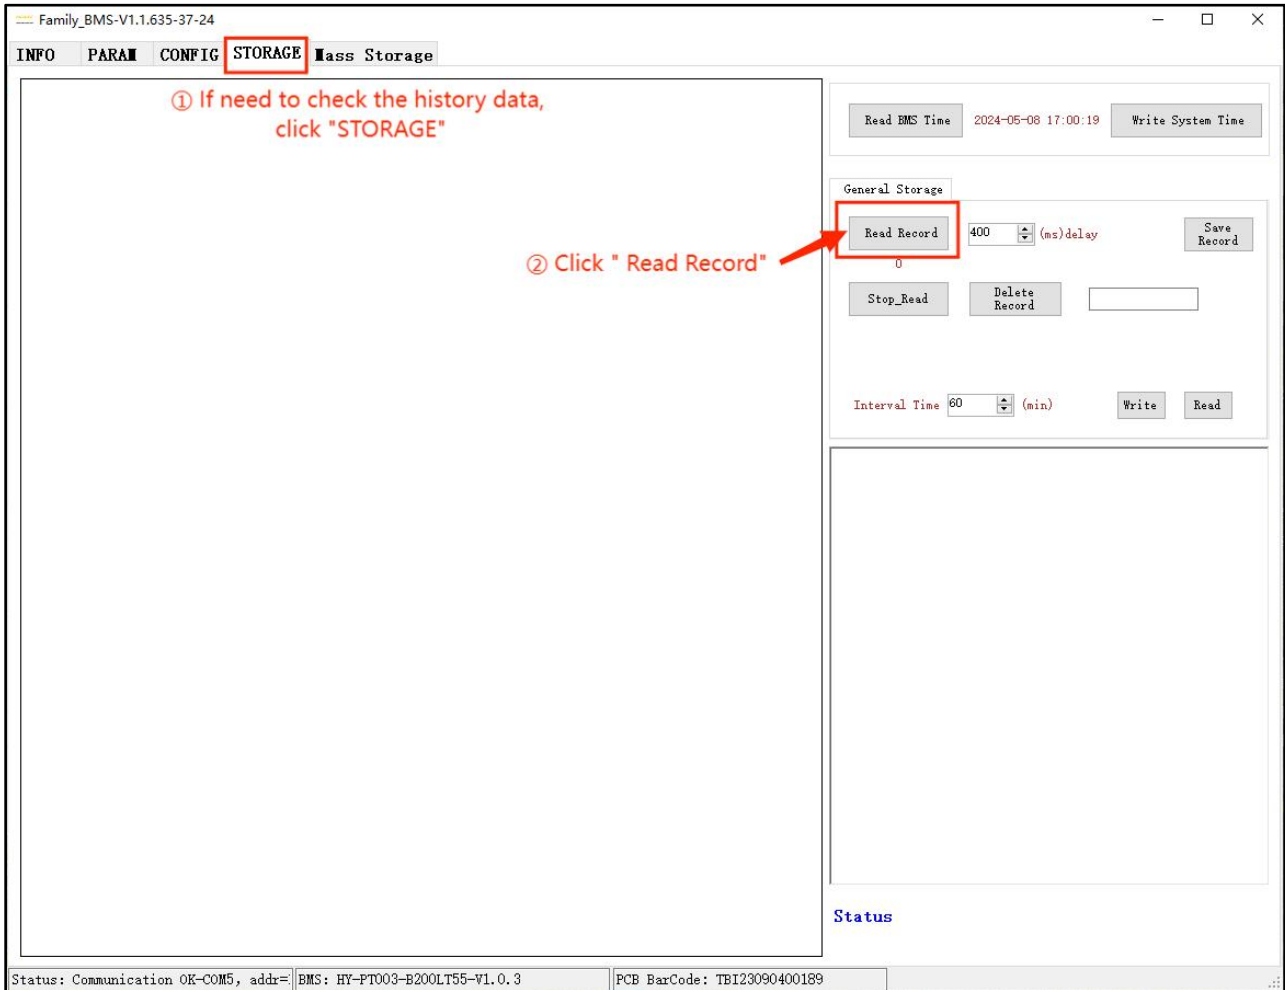 Family_BMS-V1.1.635-37-24
INFO PARAM CONFIG STORAGE Mass Storage
① If need to check the history data,
click "STORAGE"
Read BMS Time 2024-05-08 17:00:19 Write System Time
General Storage
Read Record 400 (ms)delay Save
Record
② Click " Read Record"
0
Stop_Read Delete
Record
Interval Time 60 (min) Write Read
Status
Status: Communication OK-COM5, addr= BMS: HY-PT003-B200LT55-V1.0.3 PCB BarCode: TBI23090400189